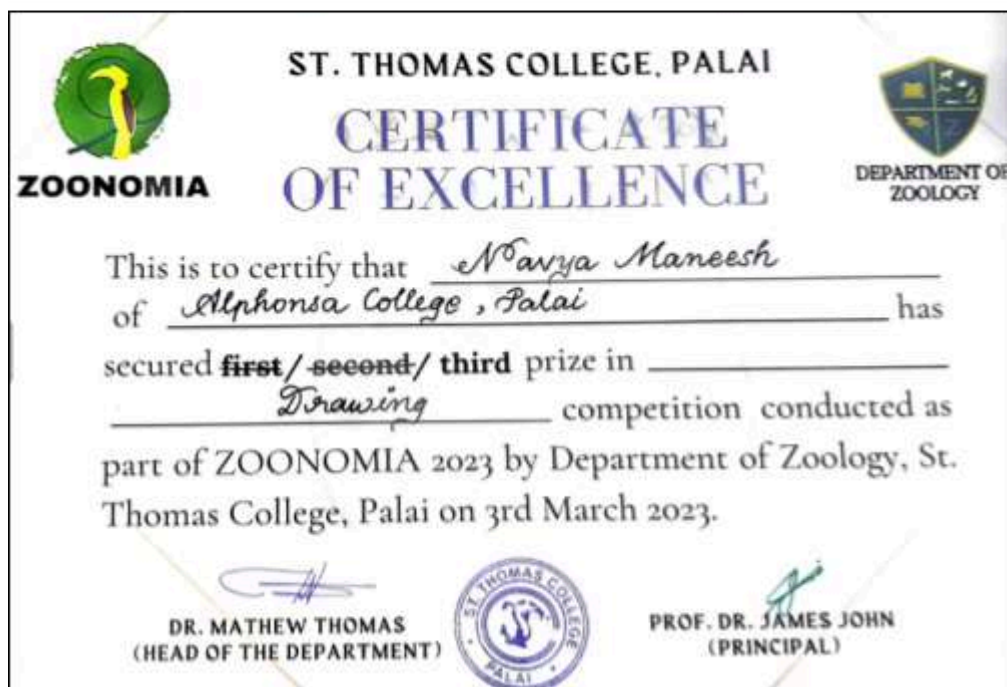 ST. THOMAS COLLEGE, PALAI
CERTIFICATE
OF EXCELLENCE
ZOONOMIA
DEPARTMENT OF
ZOOLOGY
This is to certify that Navya Maneesh
of Alphonsa College, Palai has
secured first/ second/ third prize in
Drawing competition conducted as
part of ZOONOMIA 2023 by Department of Zoology, St.
Thomas College, Palai on 3rd March 2023.
DR. MATHEW THOMAS
(HEAD OF THE DEPARTMENT)
ST. THOMAS COLLEGE
PALAI
PROF. DR. JAMES JOHN
(PRINCIPAL)